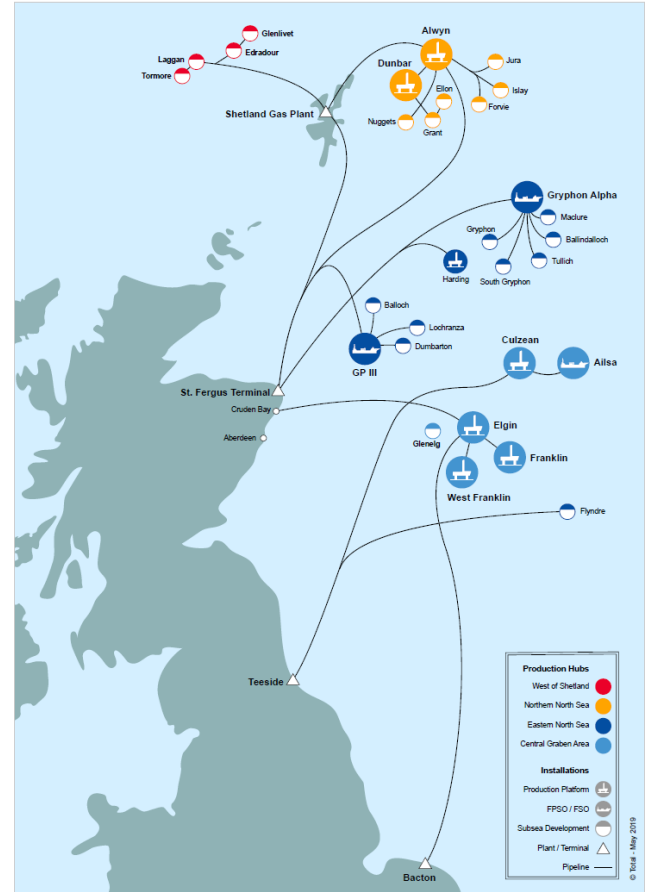 Glenlivet
Edradour
Laggan
Tormore
Shetland Gas Plant
Alwyn
Dunbar
Jura
Ellon
Islay
Forvie
Nuggets
Grant
Gryphon Alpha
Maclure
Gryphon
Ballindalloch
Tullich
South Gryphon
Harding
Balloch
Lochranza
Dumbarton
GP III
Culzean
Ailsa
St. Fergus Terminal
Cruden Bay
Aberdeen
Elgin
Glenelg
Franklin
West Franklin
Flyndre
Teeside
Bacton
Production Hubs
West of Shetland
Northern North Sea
Eastern North Sea
Central Graben Area
Installations
Production Platform
FPSO / FSO
Subsea Development
Plant / Terminal
Pipeline
© Total - May 2019